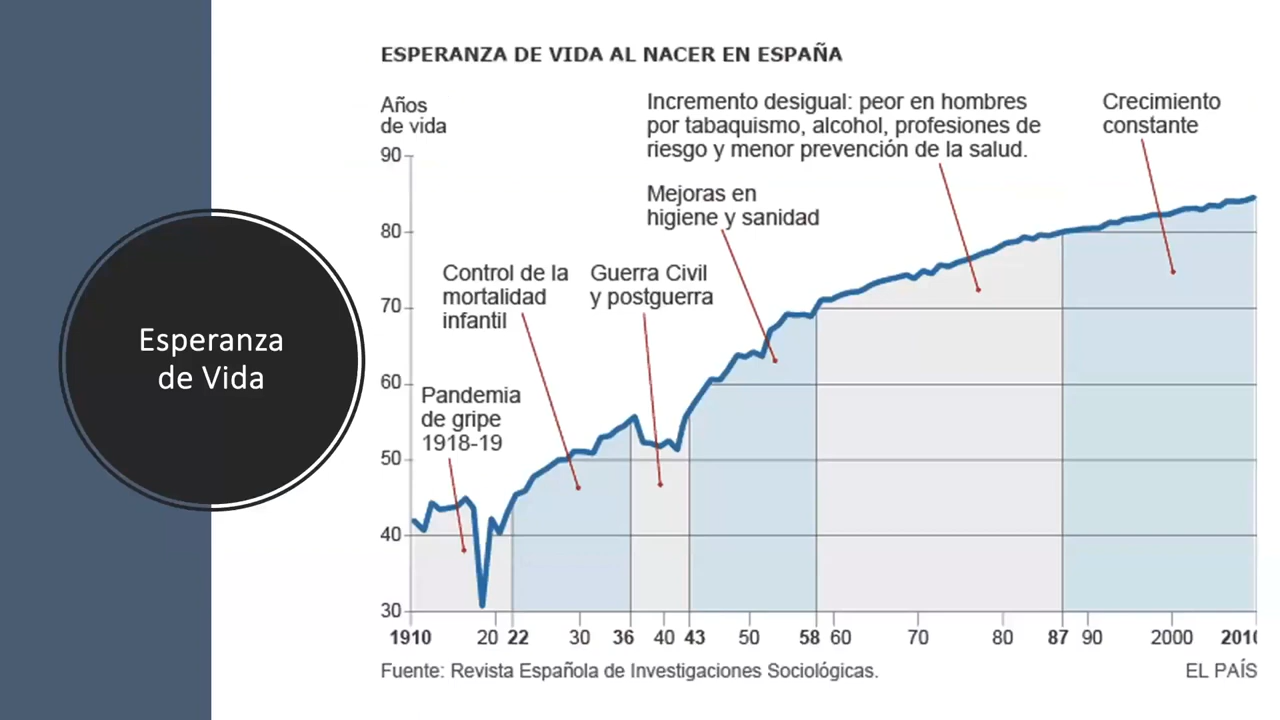 Esperanza
de Vida
ESPERANZA DE VIDA AL NACER EN ESPAÑA
Años
de vida
Incremento desigual: peor en hombres
por tabaquismo, alcohol, profesiones de
riesgo y menor prevención de la salud.
Crecimiento
constante
Mejoras en
higiene y sanidad
Control de la
mortalidad
infantil
Guerra Civil
y postguerra
Pandemia
de gripe
1918-19
90
80
70
60
50
40
30
1910 20 22 30 36 40 43 50 58 60 70 80 87 90 2000 2010
Fuente: Revista Española de Investigaciones Sociológicas.
EL PAÍS